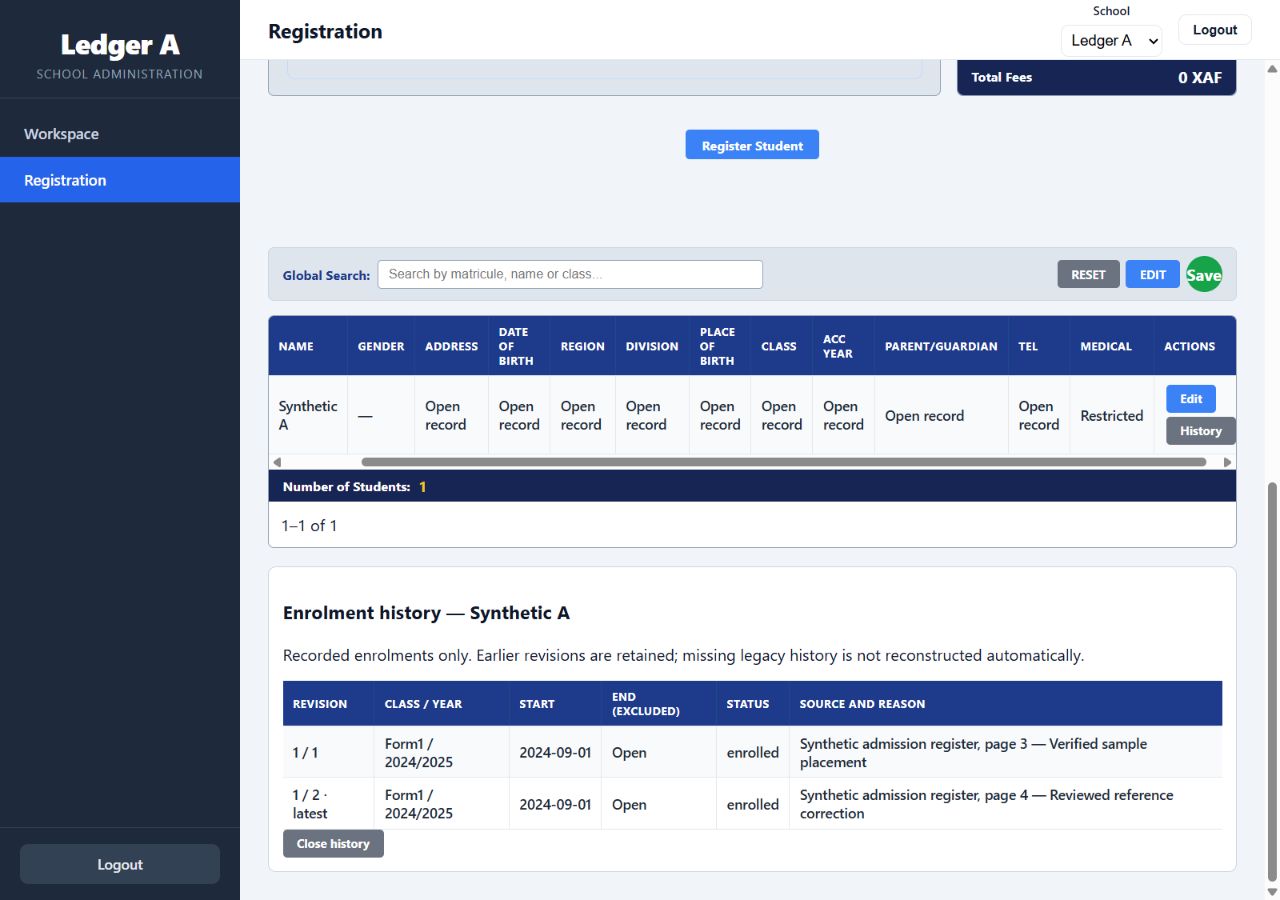 Ledger A
SCHOOL ADMINISTRATION
Workspace
Registration
Logout
Registration
School
Ledger A
Logout
Total Fees 0 XAF
Register Student
Global Search: Search by matricule, name or class... RESET EDIT Save
NAME GENDER ADDRESS DATE OF BIRTH REGION DIVISION PLACE OF BIRTH CLASS ACC YEAR PARENT/GUARDIAN TEL MEDICAL ACTIONS
Synthetic A — Open record Open record Open record Open record Open record Open record Open record Open record Open record Restricted Edit
History
Number of Students: 1
1–1 of 1
Enrolment history — Synthetic A
Recorded enrolments only. Earlier revisions are retained; missing legacy history is not reconstructed automatically.
REVISION CLASS / YEAR START END (EXCLUDED) STATUS SOURCE AND REASON
1 / 1 Form1 / 2024/2025 2024-09-01 Open enrolled Synthetic admission register, page 3 — Verified sample placement
1 / 2 · latest Form1 / 2024/2025 2024-09-01 Open enrolled Synthetic admission register, page 4 — Reviewed reference correction
Close history